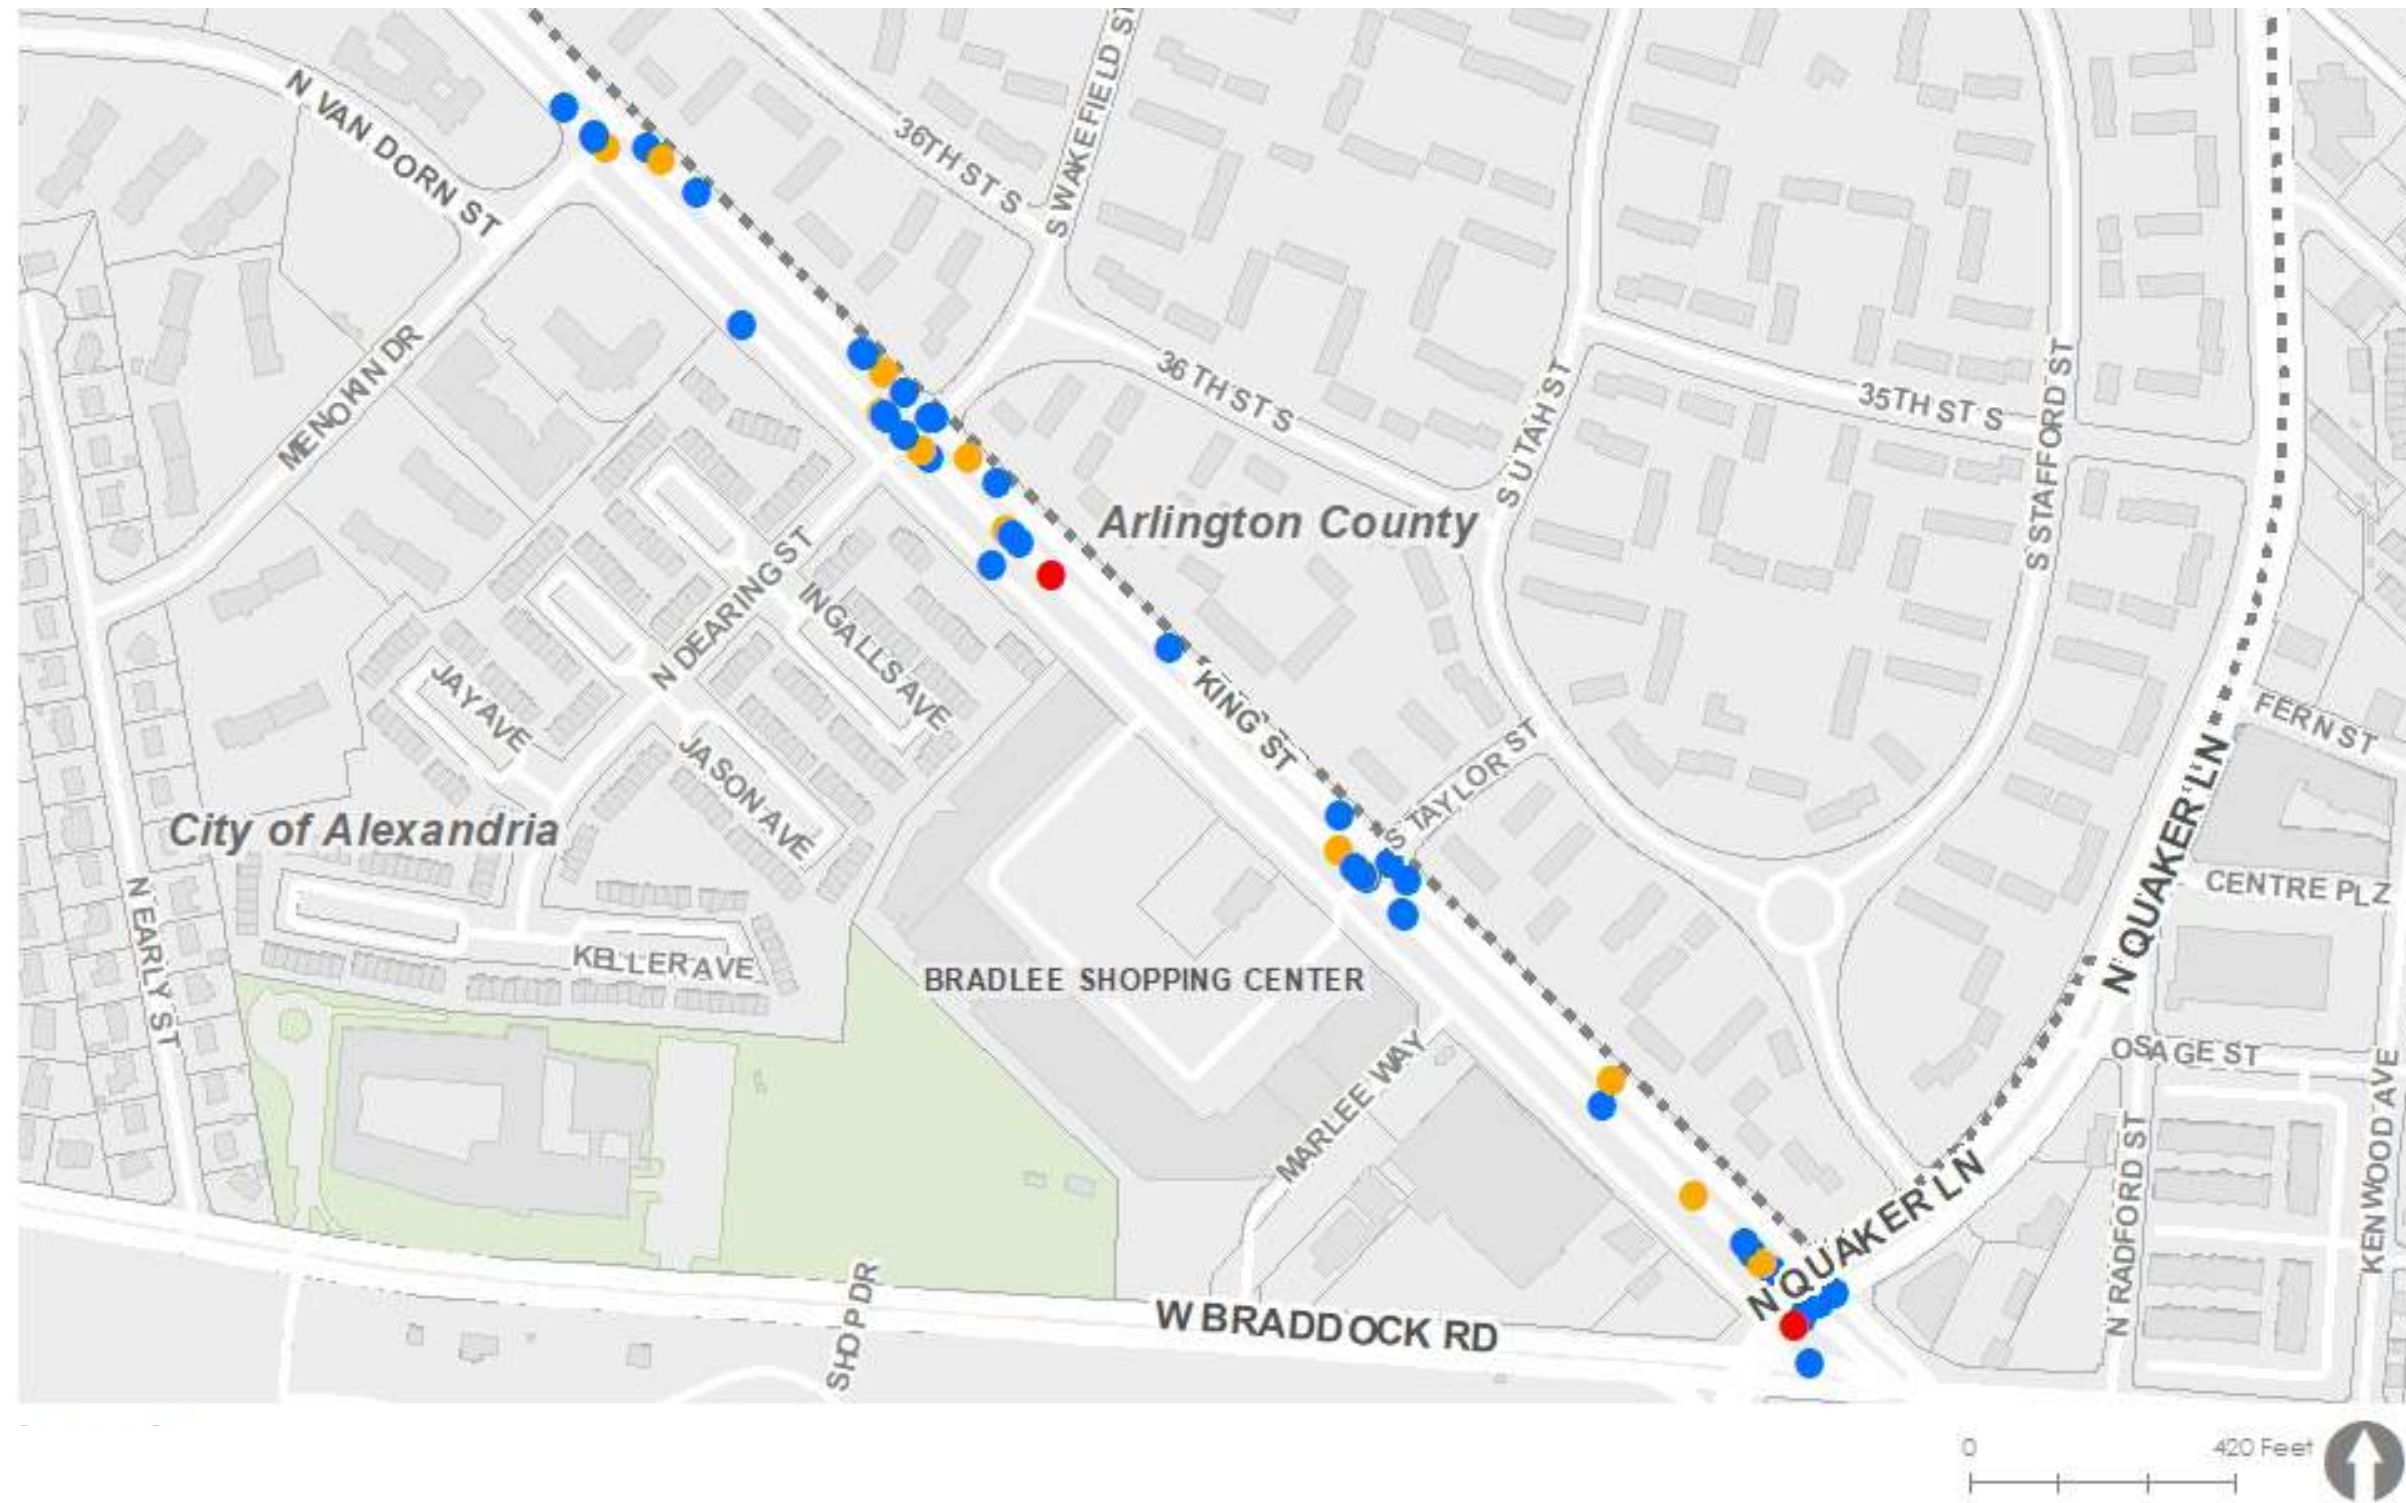 N VAN DORN ST
36TH ST S
S WAKEFIELD ST
MENOKIN DR
36TH ST S
S UTAH ST
35TH ST S
S STAFFORD ST
Arlington County
N DEARING ST
INGALLS AVE
JAY AVE
JASON AVE
KING ST
S TAYLOR ST
FERN ST
N QUAKER LN
City of Alexandria
CENTRE PLZ
N EARLY ST
KELLER AVE
BRADLEE SHOPPING CENTER
MARLEE WAY
OSAGE ST
N QUAKER LN
N RADFORD ST
KENWOOD AVE
SHOP DR
W BRADDOCK RD
0 420 Feet